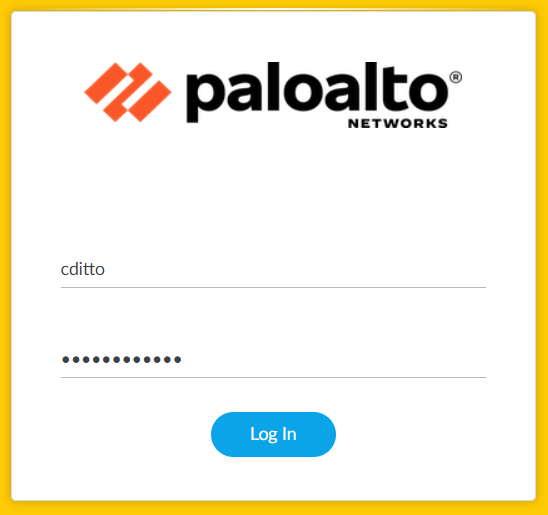 paloalto®
NETWORKS
cditto
••••••••••••
Log In